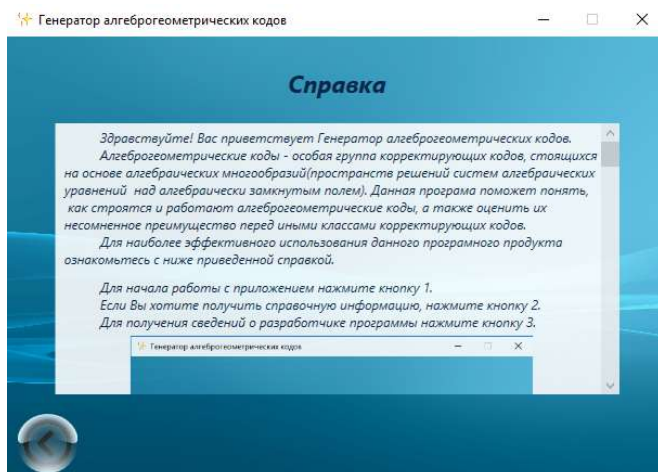 Генератор алгеброгеометрических кодов
Справка
Здравствуйте! Вас приветствует Генератор алгеброгеометрических кодов.
Алгеброгеометрические коды - особая группа корректирующих кодов, стоящихся
на основе алгебраических многообразий(пространств решений систем алгебраических
уравнений над алгебраически замкнутым полем). Данная програма поможет понять,
как строятся и работают алгеброгеометрические коды, а также оценить их
несомненное преимущество перед иными классами корректирующих кодов.
Для наиболее эффективного использования данного програмного продукта
ознакомьтесь с ниже приведенной справкой.
Для начала работы с приложением нажмите кнопку 1.
Если Вы хотите получить справочную информацию, нажмите кнопку 2.
Для получения сведений о разработчике программы нажмите кнопку 3.
Генератор алгеброгеометрических кодов